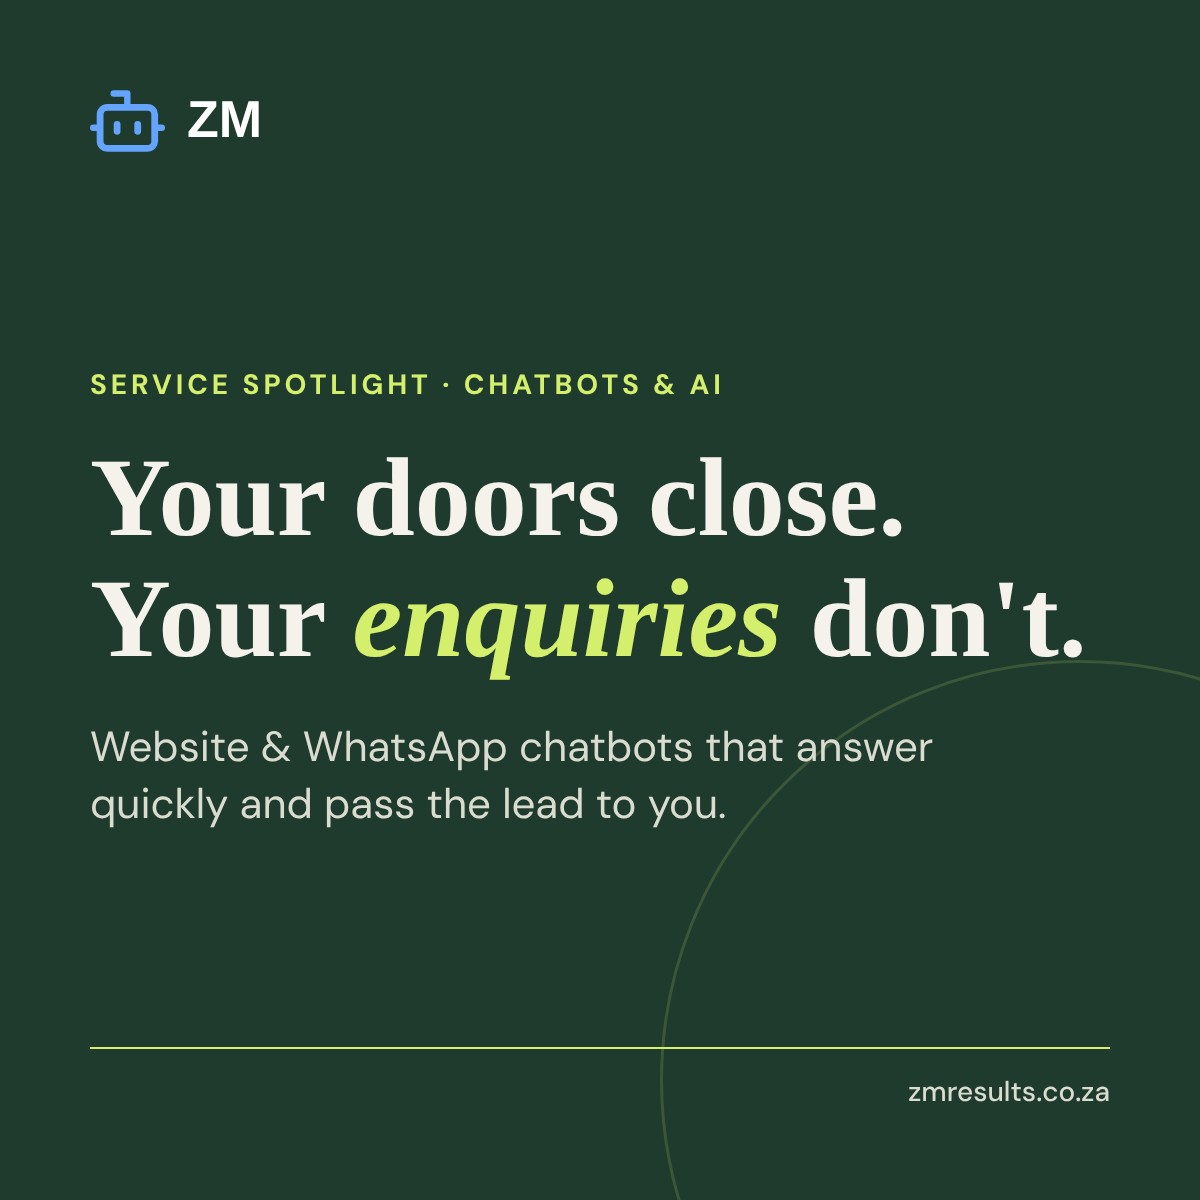 ZM
SERVICE SPOTLIGHT · CHATBOTS & AI
Your doors close.
Your enquiries don't.
Website & WhatsApp chatbots that answer
quickly and pass the lead to you.
zmresults.co.za